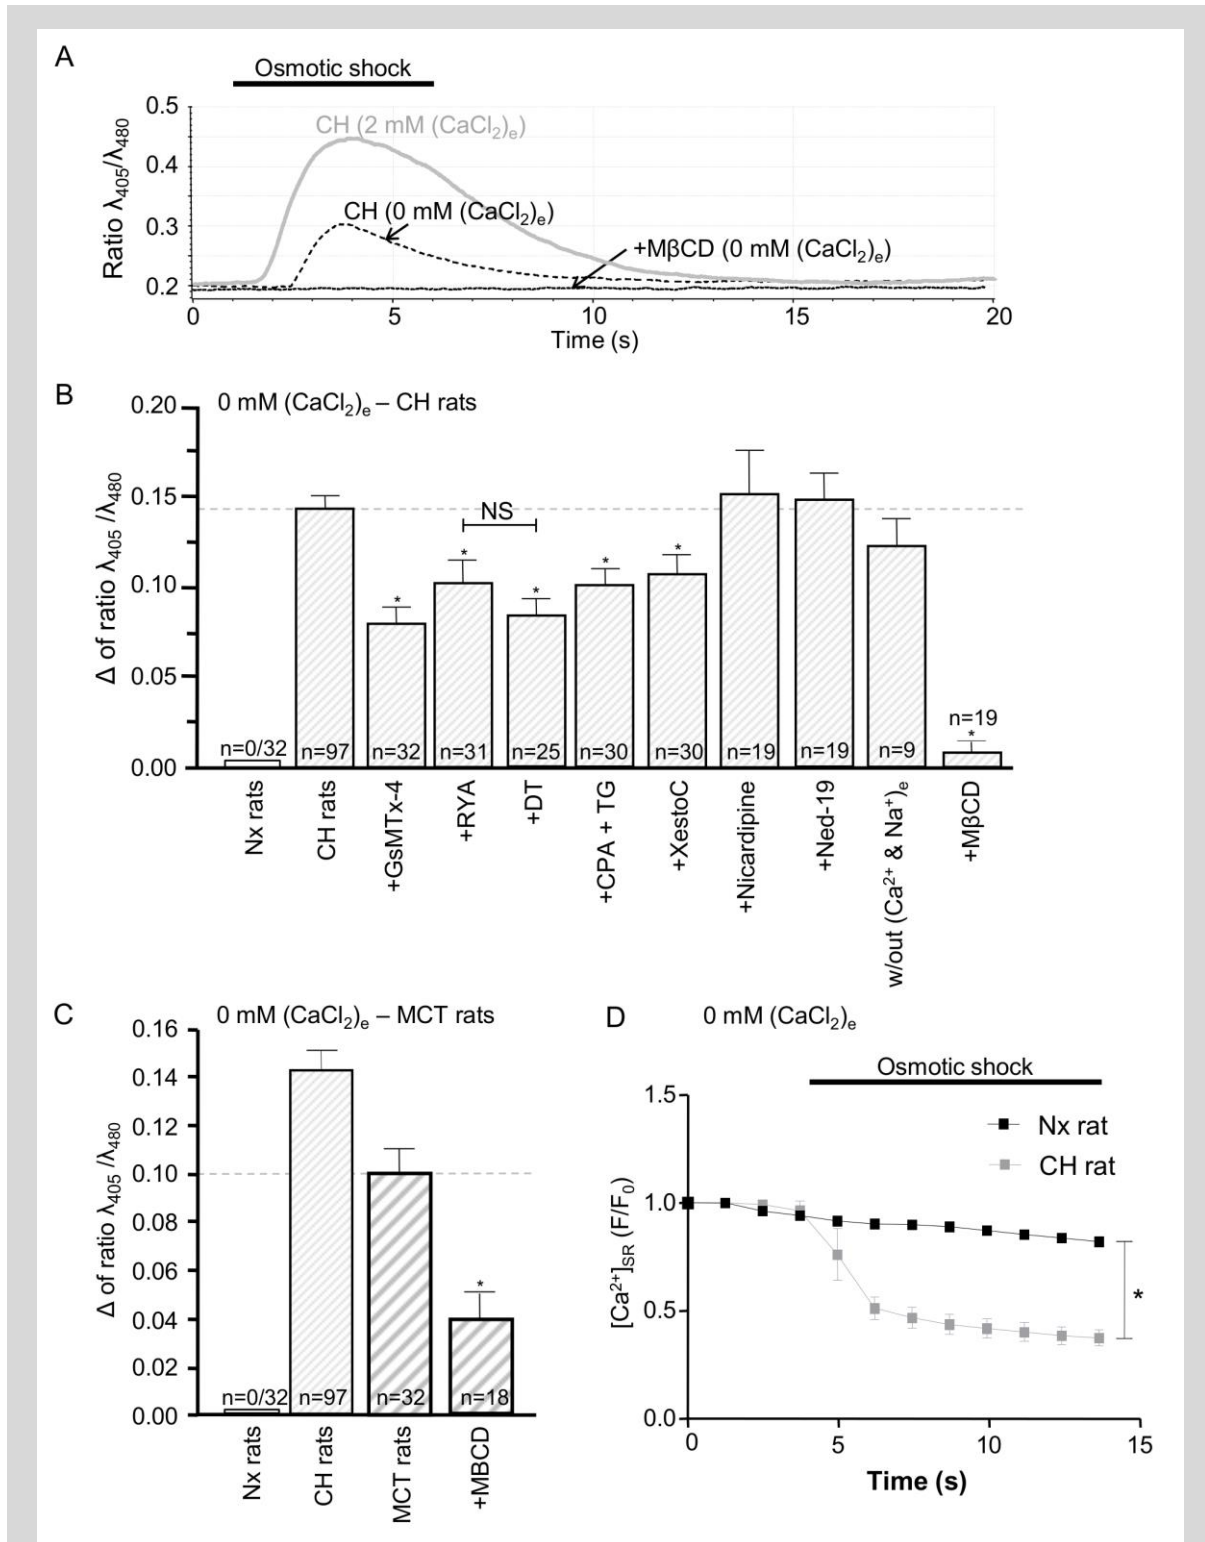 A
Osmotic shock
Ratio λ405/λ480
0.5
0.4
0.3
0.2
CH (2 mM (CaCl2)e)
CH (0 mM (CaCl2)e)
+MβCD (0 mM (CaCl2)e)
0 5 10 15 20
Time (s)
B
0 mM (CaCl2)e – CH rats
Δ of ratio λ405 /λ480
0.20
0.15
0.10
0.05
0.00
NS
* * * * * *
n=0/32 n=97 n=32 n=31 n=25 n=30 n=30 n=19 n=19 n=9 n=19
Nx rats
CH rats
+GsMTx-4
+RYA
+DT
+CPA + TG
+XestoC
+Nicardipine
+Ned-19
w/out (Ca2+ & Na+)e
+MβCD
C
0 mM (CaCl2)e – MCT rats
Δ of ratio λ405 /λ480
0.16
0.14
0.12
0.10
0.08
0.06
0.04
0.02
0.00
*
n=0/32 n=97 n=32 n=18
Nx rats
CH rats
MCT rats
+MBCD
D
0 mM (CaCl2)e
Osmotic shock
[Ca2+]SR (F/F0)
1.5
1.0
0.5
0.0
Nx rat
CH rat
*
0 5 10 15
Time (s)